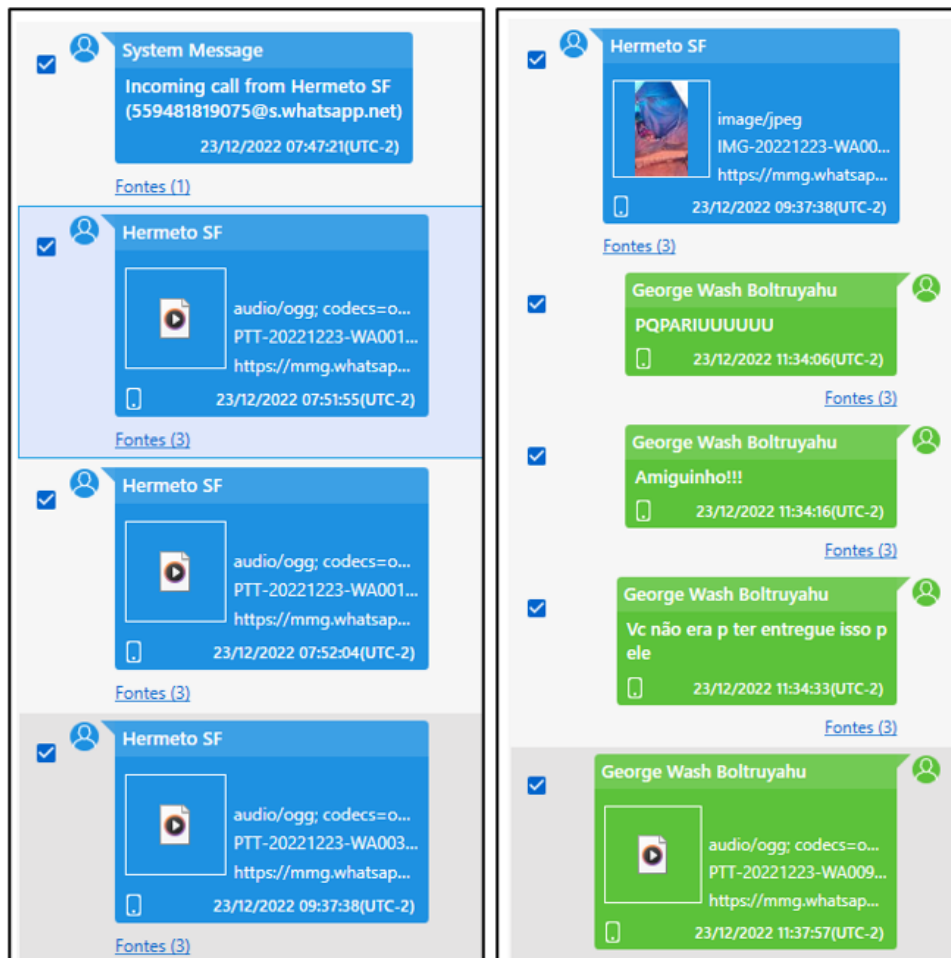 System Message
Incoming call from Hermeto SF
(559481819075@s.whatsapp.net)
23/12/2022 07:47:21(UTC-2)
Fontes (1)
Hermeto SF
audio/ogg; codecs=o...
PTT-20221223-WA001...
https://mmg.whatsap...
23/12/2022 07:51:55(UTC-2)
Fontes (3)
Hermeto SF
audio/ogg; codecs=o...
PTT-20221223-WA001...
https://mmg.whatsap...
23/12/2022 07:52:04(UTC-2)
Fontes (3)
Hermeto SF
audio/ogg; codecs=o...
PTT-20221223-WA003...
https://mmg.whatsap...
23/12/2022 09:37:38(UTC-2)
Fontes (3)
Hermeto SF
image/jpeg
IMG-20221223-WA00...
https://mmg.whatsap...
23/12/2022 09:37:38(UTC-2)
Fontes (3)
George Wash Boltruyahu
PQPARIUUUUUU
23/12/2022 11:34:06(UTC-2)
Fontes (3)
George Wash Boltruyahu
Amiguinho!!!
23/12/2022 11:34:16(UTC-2)
Fontes (3)
George Wash Boltruyahu
Vc não era p ter entregue isso p
ele
23/12/2022 11:34:33(UTC-2)
Fontes (3)
George Wash Boltruyahu
audio/ogg; codecs=o...
PTT-20221223-WA009...
https://mmg.whatsap...
23/12/2022 11:37:57(UTC-2)